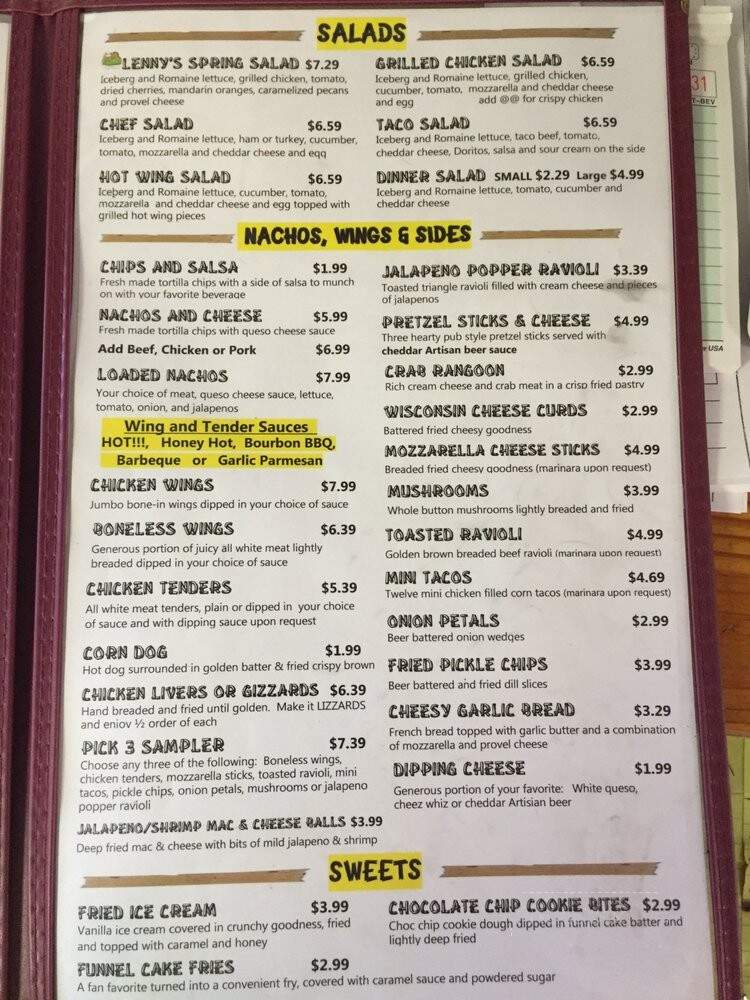 SALADS
LENNY'S SPRING SALAD $7.29
Iceberg and Romaine lettuce, grilled chicken, tomato,
dried cherries, mandarin oranges, caramelized pecans
and provel cheese
CHEF SALAD $6.59
Iceberg and Romaine lettuce, ham or turkey, cucumber,
tomato, mozzarella and cheddar cheese and egg
HOT WING SALAD $6.59
Iceberg and Romaine lettuce, cucumber, tomato,
mozzarella and cheddar cheese and egg topped with
grilled hot wing pieces
GRILLED CHICKEN SALAD $6.59
Iceberg and Romaine lettuce, grilled chicken,
cucumber, tomato, mozzarella and cheddar cheese
and egg add @@ for crispy chicken
TACO SALAD $6.59
Iceberg and Romaine lettuce, taco beef, tomato,
cheddar cheese, Doritos, salsa and sour cream on the side
DINNER SALAD SMALL $2.29 Large $4.99
Iceberg and Romaine lettuce, tomato, cucumber and
cheddar cheese
NACHOS, WINGS & SIDES
CHIPS AND SALSA $1.99
Fresh made tortilla chips with a side of salsa to munch
on with your favorite beverage
NACHOS AND CHEESE $5.99
Fresh made tortilla chips with queso cheese sauce
Add Beef, Chicken or Pork $6.99
LOADED NACHOS $7.99
Your choice of meat, queso cheese sauce, lettuce,
tomato, onion, and jalapenos
Wing and Tender Sauces
HOT!!!, Honey Hot, Bourbon BBQ,
Barbeque or Garlic Parmesan
CHICKEN WINGS $7.99
Jumbo bone-in wings dipped in your choice of sauce
BONELESS WINGS $6.39
Generous portion of juicy all white meat lightly
breaded dipped in your choice of sauce
CHICKEN TENDERS $5.39
All white meat tenders, plain or dipped in your choice
of sauce and with dipping sauce upon request
CORN DOG $1.99
Hot dog surrounded in golden batter & fried crispy brown
CHICKEN LIVERS OR GIZZARDS $6.39
Hand breaded and fried until golden. Make it LIZZARDS
and enjoy ½ order of each
PICK 3 SAMPLER $7.39
Choose any three of the following: Boneless wings,
chicken tenders, mozzarella sticks, toasted ravioli, mini
tacos, pickle chips, onion petals, mushrooms or jalapeno
popper ravioli
JALAPENO/SHRIMP MAC & CHEESE BALLS $3.99
Deep fried mac & cheese with bits of mild jalapeno & shrimp
JALAPENO POPPER RAVIOLI $3.39
Toasted triangle ravioli filled with cream cheese and pieces
of jalapenos
PRETZEL STICKS & CHEESE $4.99
Three hearty pub style pretzel sticks served with
cheddar Artisan beer sauce
CRAB RANGOON $2.99
Rich cream cheese and crab meat in a crisp fried pastry
WISCONSIN CHEESE CURDS $2.99
Battered fried cheesy goodness
MOZZARELLA CHEESE STICKS $4.99
Breaded fried cheesy goodness (marinara upon request)
MUSHROOMS $3.99
Whole button mushrooms lightly breaded and fried
TOASTED RAVIOLI $4.99
Golden brown breaded beef ravioli (marinara upon request)
MINI TACOS $4.69
Twelve mini chicken filled corn tacos (marinara upon request)
ONION PETALS $2.99
Beer battered onion wedges
FRIED PICKLE CHIPS $3.99
Beer battered and fried dill slices
CHEESY GARLIC BREAD $3.29
French bread topped with garlic butter and a combination
of mozzarella and provel cheese
DIPPING CHEESE $1.99
Generous portion of your favorite: White queso,
cheez whiz or cheddar Artisan beer
SWEETS
FRIED ICE CREAM $3.99
Vanilla ice cream covered in crunchy goodness, fried
and topped with caramel and honey
FUNNEL CAKE FRIES $2.99
A fan favorite turned into a convenient fry, covered with caramel sauce and powdered sugar
CHOCOLATE CHIP COOKIE BITES $2.99
Choc chip cookie dough dipped in funnel cake batter and
lightly deep fried
31
T-BEV
USA